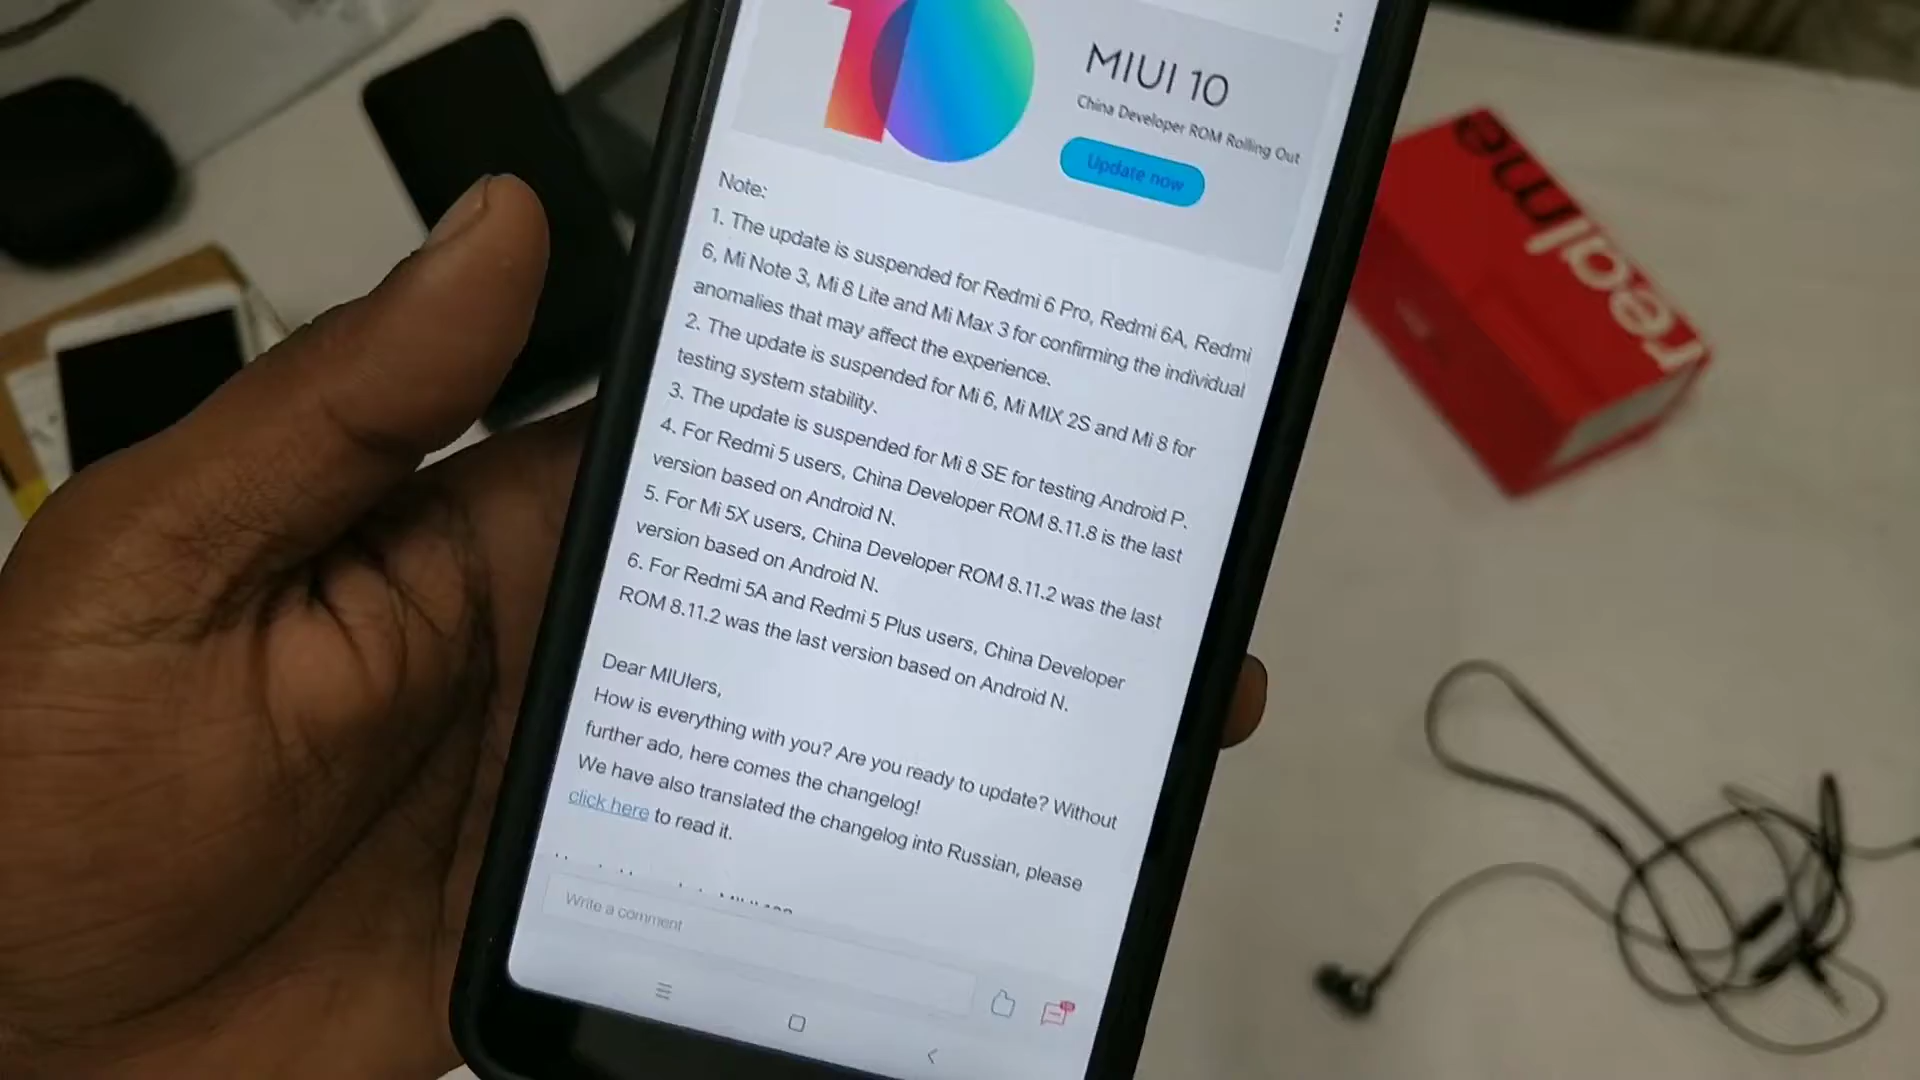 10
MIUI 10
China Developer ROM Rolling Out
Update now
Note:
1. The update is suspended for Redmi 6 Pro, Redmi 6A, Redmi
6, Mi Note 3, Mi 8 Lite and Mi Max 3 for confirming the individual
anomalies that may affect the experience.
2. The update is suspended for Mi 6, Mi MIX 2S and Mi 8 for
testing system stability.
3. The update is suspended for Mi 8 SE for testing Android P.
4. For Redmi 5 users, China Developer ROM 8.11.8 is the last
version based on Android N.
5. For Mi 5X users, China Developer ROM 8.11.2 was the last
version based on Android N.
6. For Redmi 5A and Redmi 5 Plus users, China Developer
ROM 8.11.2 was the last version based on Android N.
Dear MIUIers,
How is everything with you? Are you ready to update? Without
further ado, here comes the changelog!
We have also translated the changelog into Russian, please
click here to read it.
Write a comment
realme